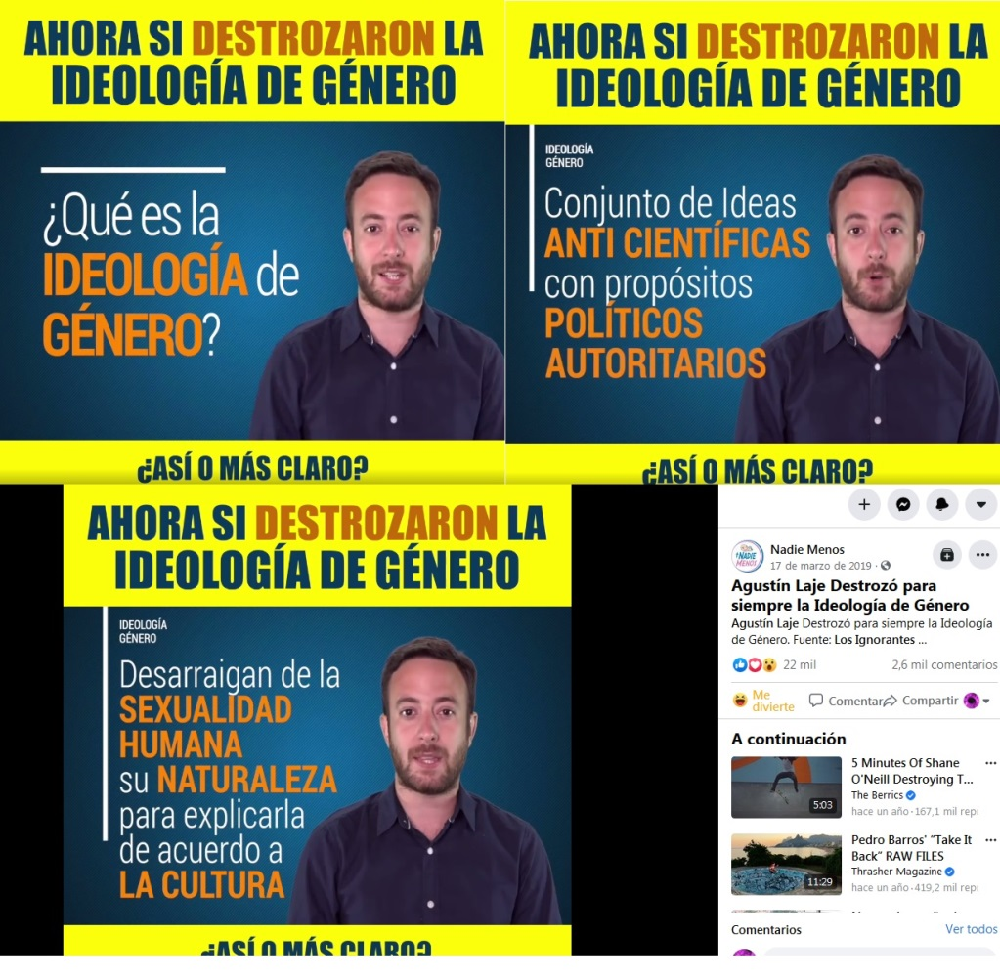 AHORA SI DESTROZARON LA
IDEOLOGÍA DE GÉNERO
¿Qué es la
IDEOLOGÍA de
GÉNERO?
¿ASÍ O MÁS CLARO?
AHORA SI DESTROZARON LA
IDEOLOGÍA DE GÉNERO
IDEOLOGÍA
GÉNERO
Conjunto de Ideas
ANTI CIENTÍFICAS
con propósitos
POLÍTICOS
AUTORITARIOS
¿ASÍ O MÁS CLARO?
AHORA SI DESTROZARON LA
IDEOLOGÍA DE GÉNERO
IDEOLOGÍA
GÉNERO
Desarraigan de la
SEXUALIDAD
HUMANA
su NATURALEZA
para explicarla
de acuerdo a
LA CULTURA
¿ASÍ O MÁS CLARO?
#NADIE
MENOS
Nadie Menos
17 de marzo de 2019 ·
Agustín Laje Destrozó para
siempre la Ideología de Género
Agustín Laje Destrozó para siempre la Ideología
de Género. Fuente: Los Ignorantes ...
22 mil
2,6 mil comentarios
Me
divierte
Comentar
Compartir
A continuación
5 Minutes Of Shane
O'Neill Destroying T...
The Berrics
hace un año · 167,1 mil repr
5:03
Pedro Barros' "Take It
Back" RAW FILES
Thrasher Magazine
hace un año · 419,2 mil repr
11:29
Comentarios
Ver todos